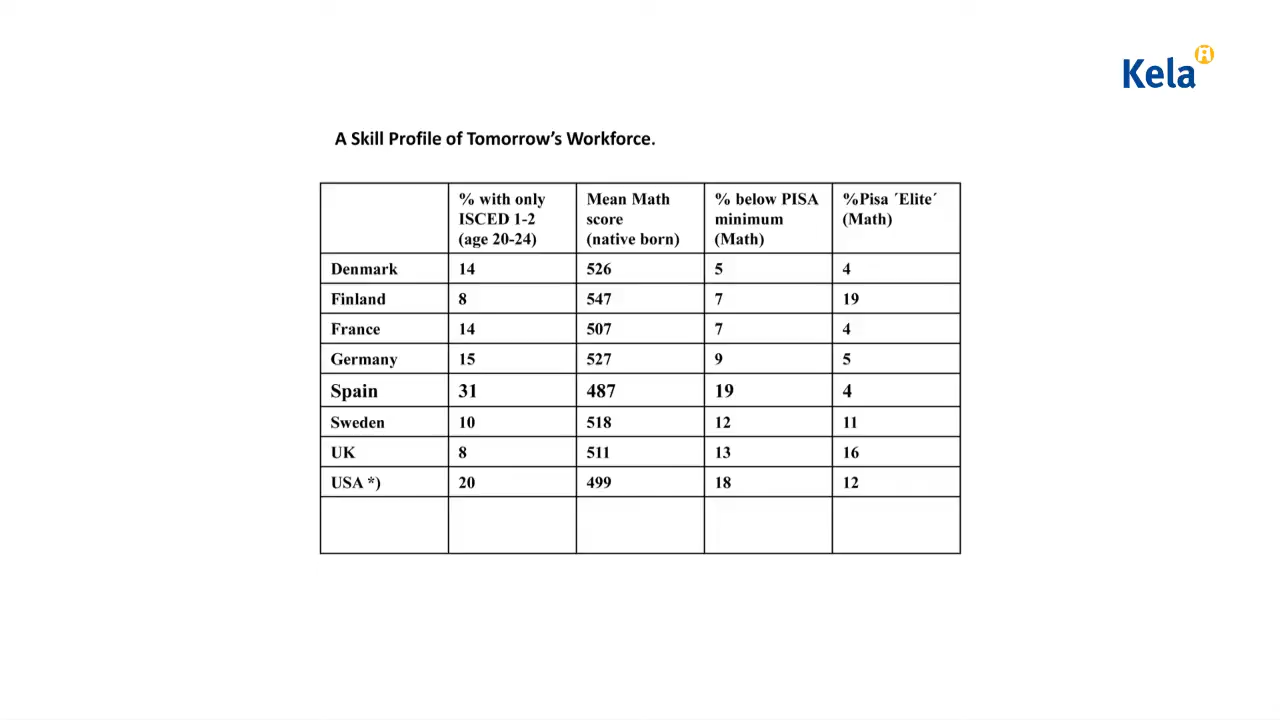 Kela
A Skill Profile of Tomorrow's Workforce.
% with only ISCED 1-2 (age 20-24) Mean Math score (native born) % below PISA minimum (Math) %Pisa ´Elite´ (Math)
Denmark 14 526 5 4
Finland 8 547 7 19
France 14 507 7 4
Germany 15 527 9 5
Spain 31 487 19 4
Sweden 10 518 12 11
UK 8 511 13 16
USA *) 20 499 18 12